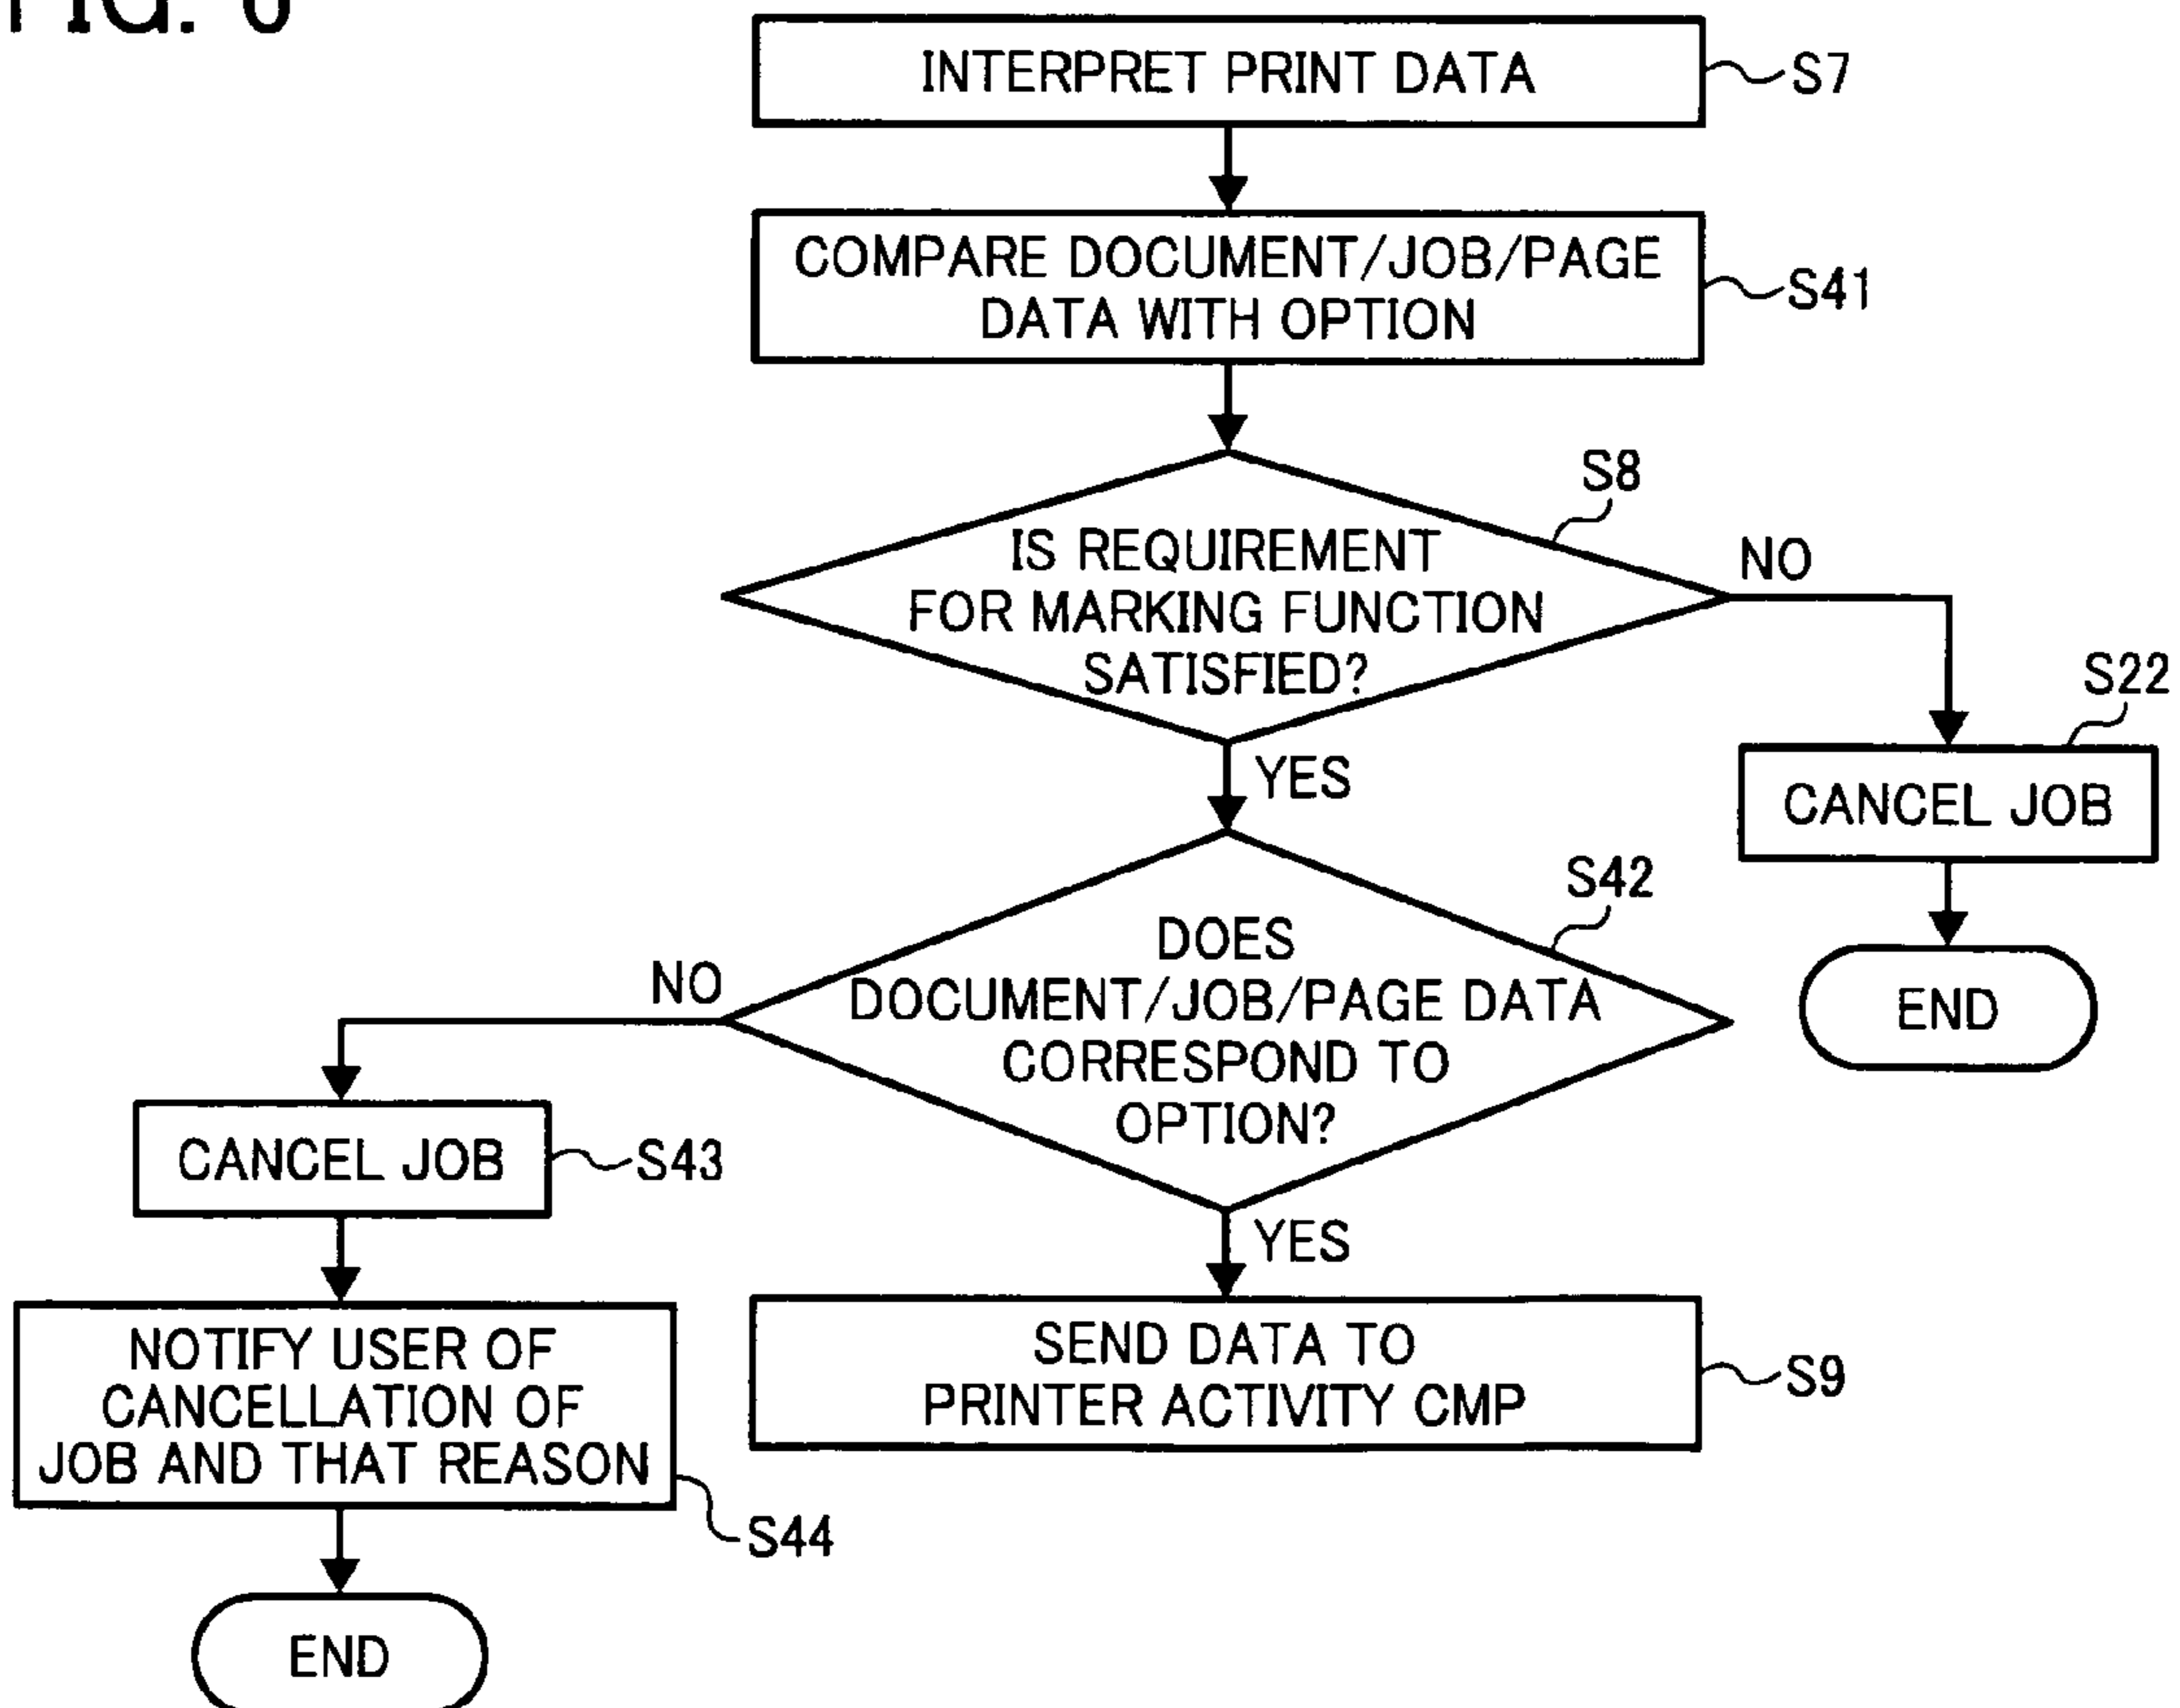 FIG.
INTERPRET PRINT DATA
S7
COMPARE DOCUMENT/JOB/PAGE
DATA WITH OPTION
S41
S8
IS REQUIREMENT
FOR MARKING FUNCTION
SATISFIED?
NO
YES
S22
CANCEL JOB
END
S42
DOES
DOCUMENT/JOB/PAGE DATA
CORRESPOND TO
OPTION?
NO
YES
CANCEL JOB
S43
NOTIFY USER OF
CANCELLATION OF
JOB AND THAT REASON
S44
END
SEND DATA TO
PRINTER ACTIVITY CMP
S9